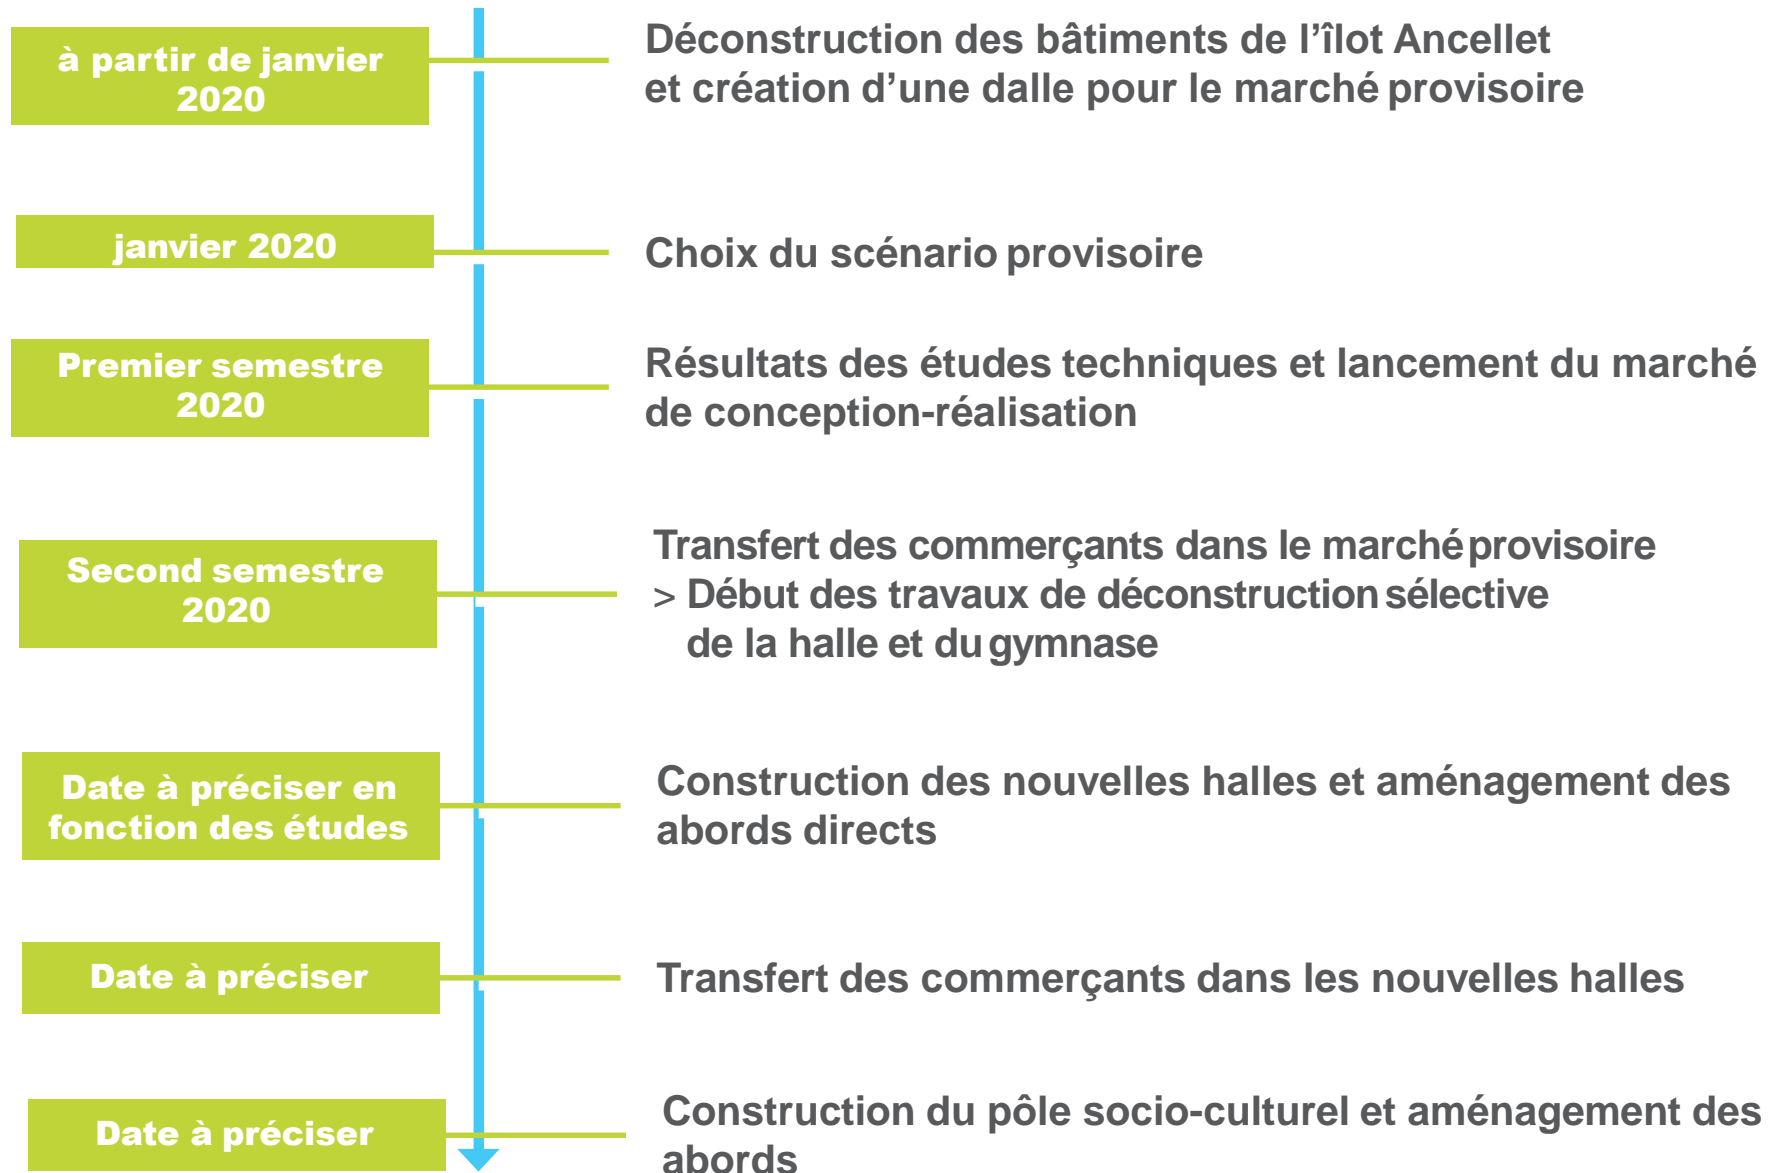 à partir de janvier
2020
Déconstruction des bâtiments de l’îlot Ancellet
et création d’une dalle pour le marché provisoire
janvier 2020
Choix du scénario provisoire
Premier semestre
2020
Résultats des études techniques et lancement du marché
de conception-réalisation
Second semestre
2020
Transfert des commerçants dans le marché provisoire
> Début des travaux de déconstruction sélective
de la halle et du gymnase
Date à préciser en
fonction des études
Construction des nouvelles halles et aménagement des
abords directs
Date à préciser
Transfert des commerçants dans les nouvelles halles
Date à préciser
Construction du pôle socio-culturel et aménagement des
abords